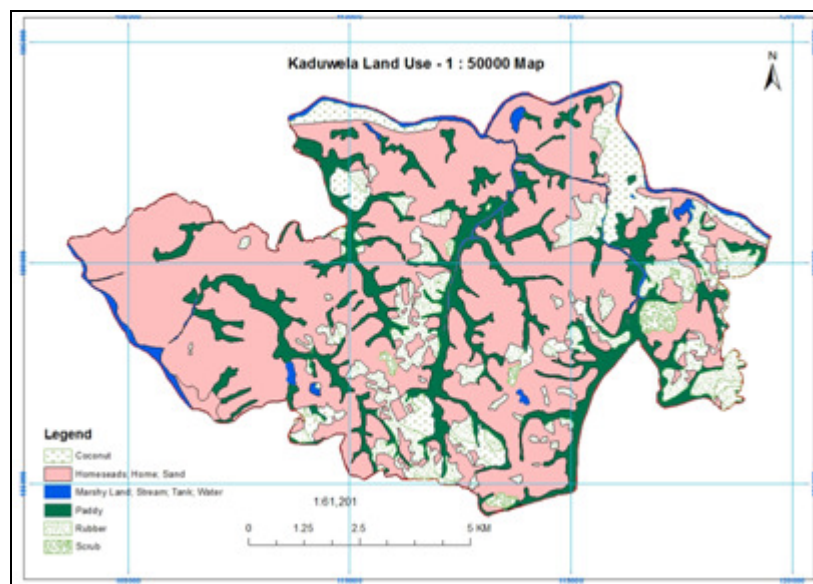 Kaduwela Land Use - 1 : 50000 Map
N
Legend
Coconut
Homeseads; Home; Sand
Marshy Land; Stream; Tank; Water
Paddy
Rubber
Scrub
1:61,201
0 1.25 2.5 5 KM